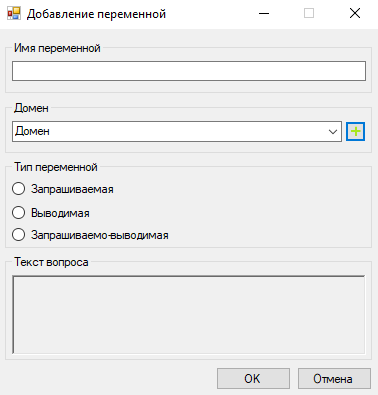 Добавление переменной
Имя переменной
Домен
Домен
Тип переменной
Запрашиваемая
Выводимая
Запрашиваемо-выводимая
Текст вопроса
OK
Отмена